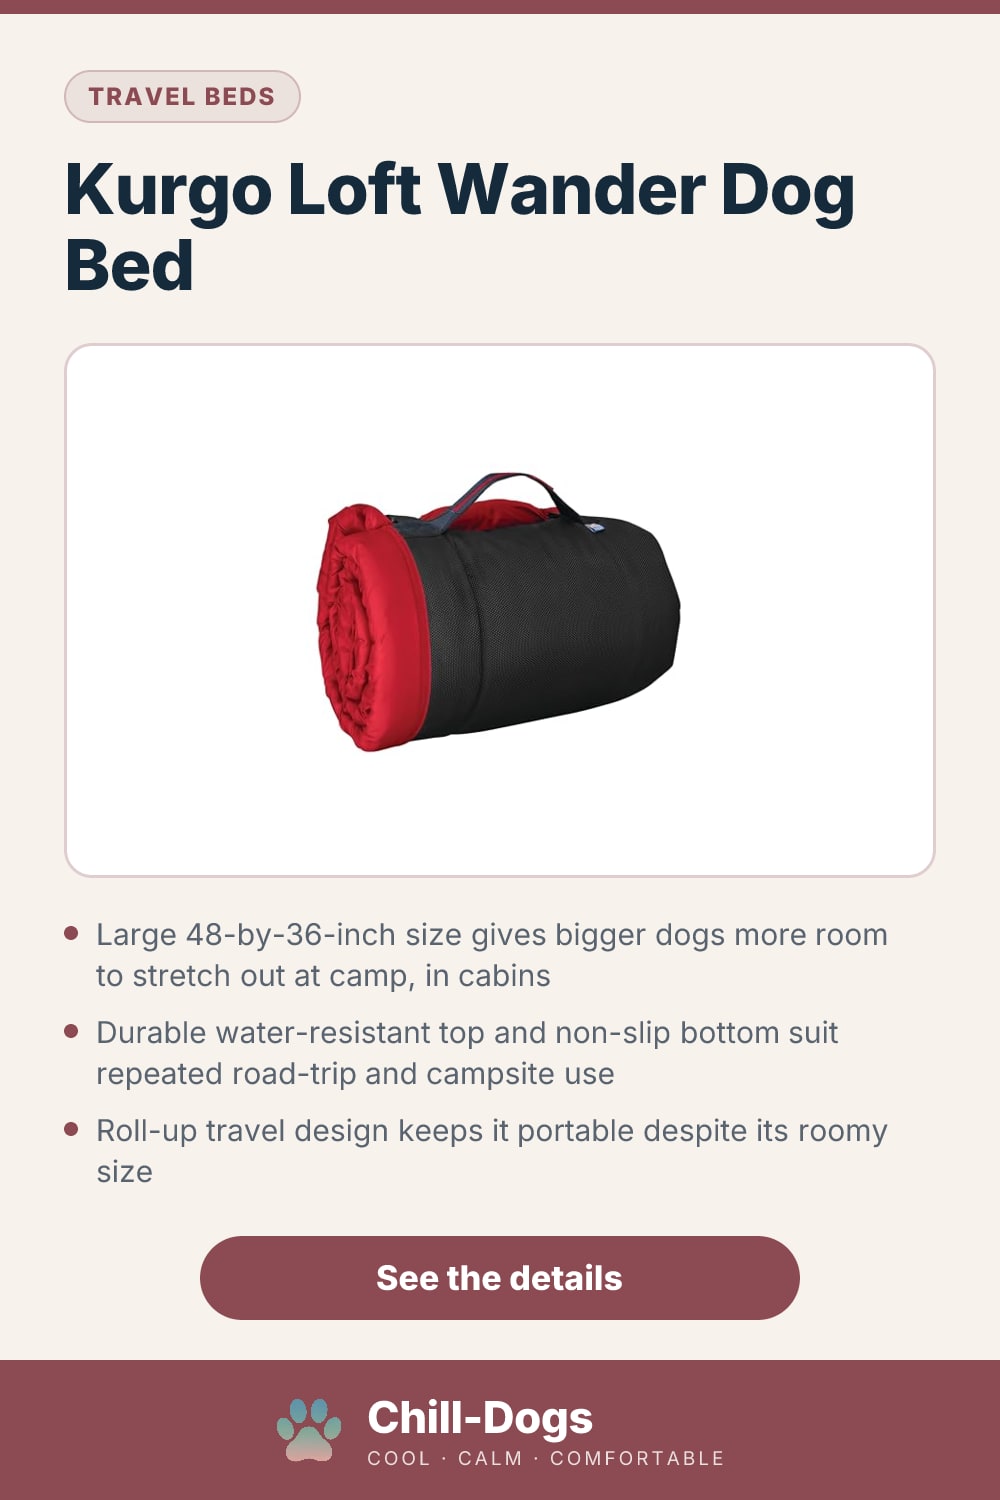 TRAVEL BEDS
Kurgo Loft Wander Dog
Bed
Large 48-by-36-inch size gives bigger dogs more room
to stretch out at camp, in cabins
Durable water-resistant top and non-slip bottom suit
repeated road-trip and campsite use
Roll-up travel design keeps it portable despite its roomy
size
See the details
Chill-Dogs
COOL · CALM · COMFORTABLE